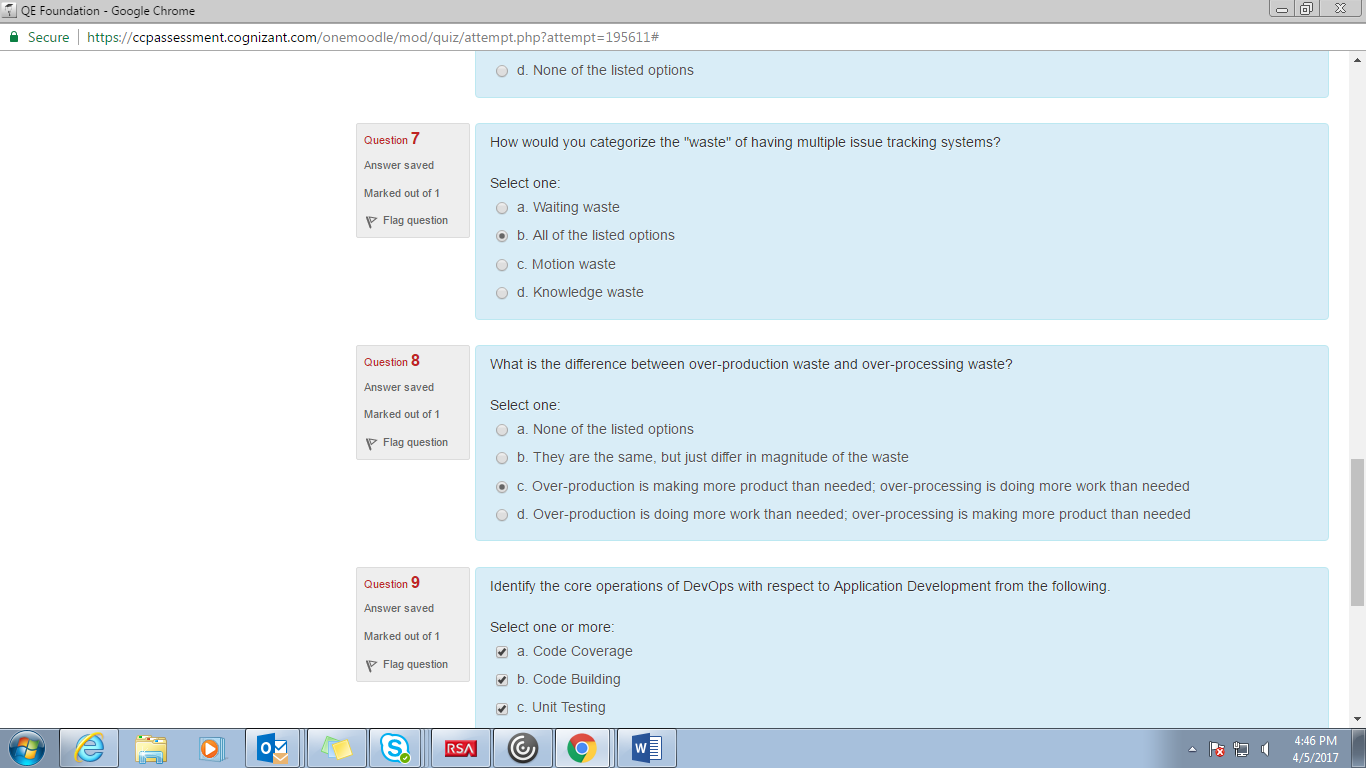 QE Foundation - Google Chrome
Secure https://ccpassessment.cognizant.com/onemoodle/mod/quiz/attempt.php?attempt=195611#
d. None of the listed options
Question 7
Answer saved
Marked out of 1
Flag question
How would you categorize the "waste" of having multiple issue tracking systems?
Select one:
a. Waiting waste
b. All of the listed options
c. Motion waste
d. Knowledge waste
Question 8
Answer saved
Marked out of 1
Flag question
What is the difference between over-production waste and over-processing waste?
Select one:
a. None of the listed options
b. They are the same, but just differ in magnitude of the waste
c. Over-production is making more product than needed; over-processing is doing more work than needed
d. Over-production is doing more work than needed; over-processing is making more product than needed
Question 9
Answer saved
Marked out of 1
Flag question
Identify the core operations of DevOps with respect to Application Development from the following.
Select one or more:
a. Code Coverage
b. Code Building
c. Unit Testing
RSA
4:46 PM
4/5/2017